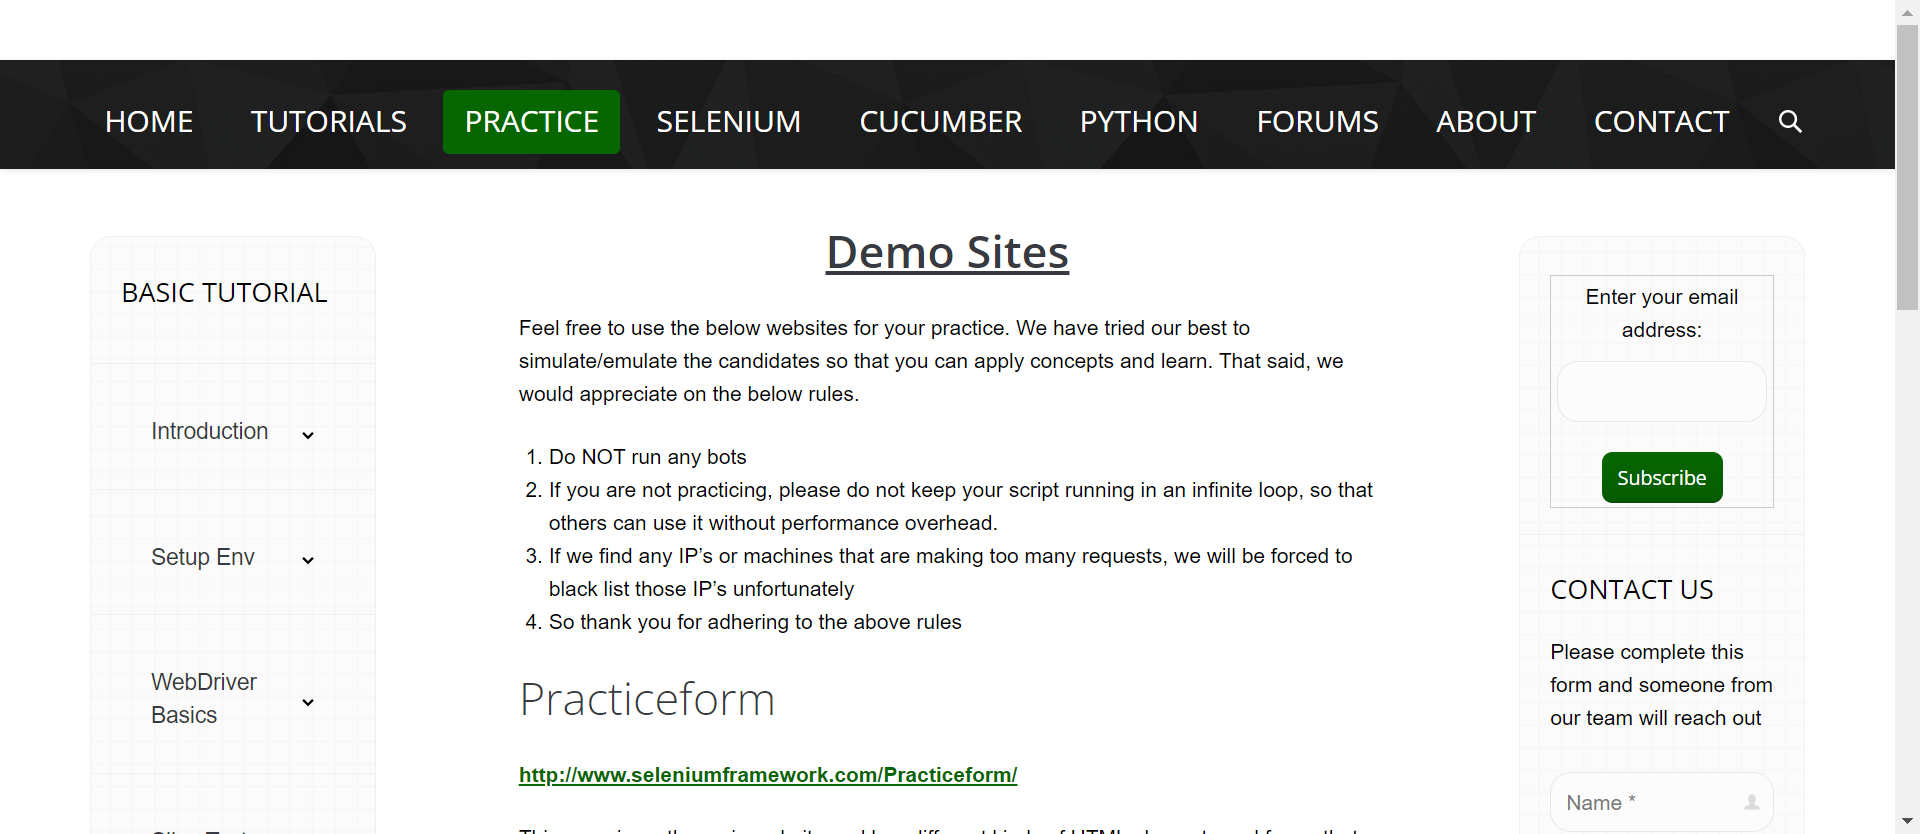 HOME TUTORIALS PRACTICE SELENIUM CUCUMBER PYTHON FORUMS ABOUT CONTACT
BASIC TUTORIAL
Introduction
Setup Env
WebDriver
Basics
Demo Sites
Feel free to use the below websites for your practice. We have tried our best to
simulate/emulate the candidates so that you can apply concepts and learn. That said, we
would appreciate on the below rules.
1. Do NOT run any bots
2. If you are not practicing, please do not keep your script running in an infinite loop, so that
others can use it without performance overhead.
3. If we find any IP’s or machines that are making too many requests, we will be forced to
black list those IP’s unfortunately
4. So thank you for adhering to the above rules
Practiceform
http://www.seleniumframework.com/Practiceform/
Enter your email
address:
Subscribe
CONTACT US
Please complete this
form and someone from
our team will reach out
Name *